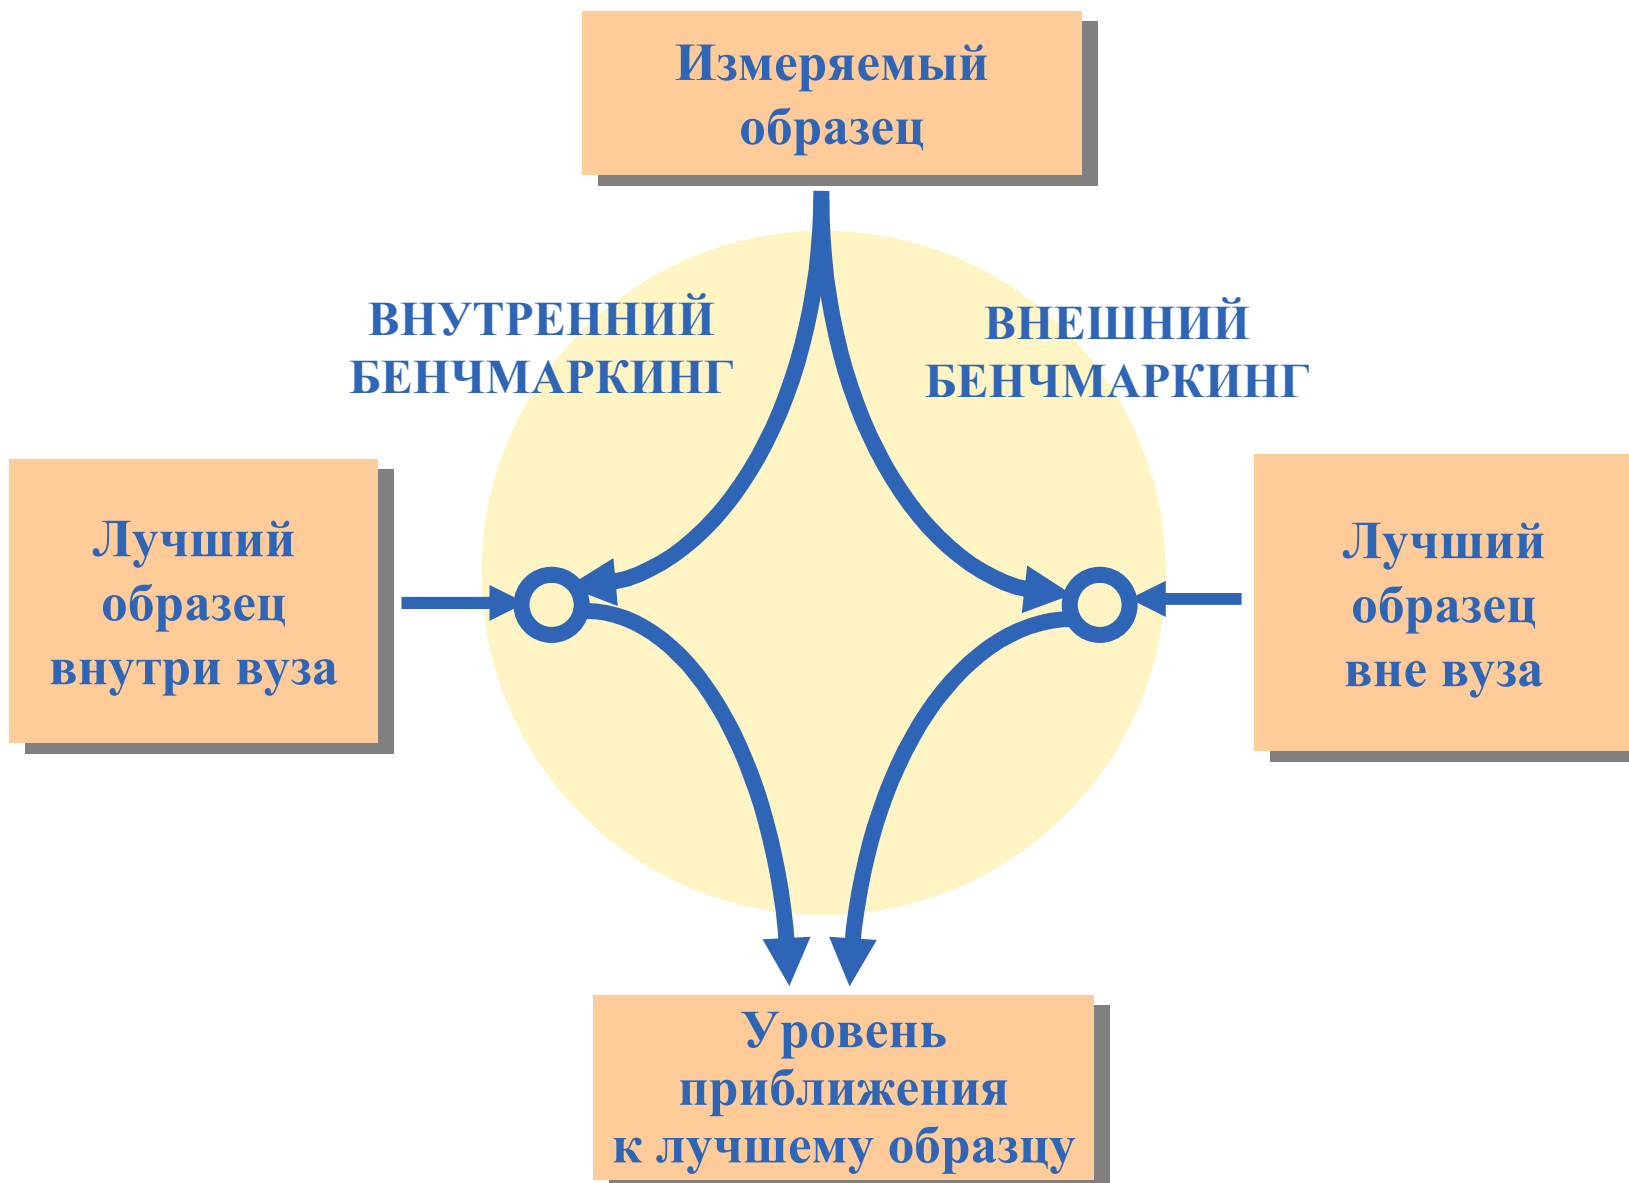 Измеряемый
образец
ВНУТРЕННИЙ
БЕНЧМАРКИНГ
ВНЕШНИЙ
БЕНЧМАРКИНГ
Лучший
образец
внутри вуза
Лучший
образец
вне вуза
Уровень
приближения
к лучшему образцу